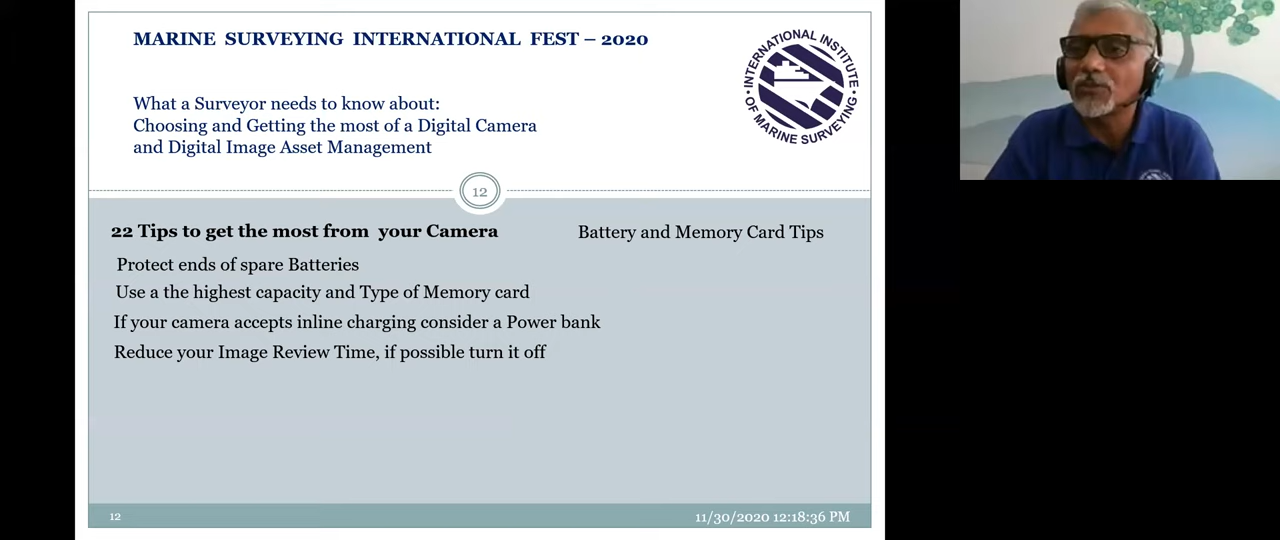 MARINE SURVEYING INTERNATIONAL FEST – 2020
INTERNATIONAL INSTITUTE
• OF MARINE SURVEYING •
What a Surveyor needs to know about:
Choosing and Getting the most of a Digital Camera
and Digital Image Asset Management
12
22 Tips to get the most from your Camera
Battery and Memory Card Tips
Protect ends of spare Batteries
Use a the highest capacity and Type of Memory card
If your camera accepts inline charging consider a Power bank
Reduce your Image Review Time, if possible turn it off
12
11/30/2020 12:18:36 PM